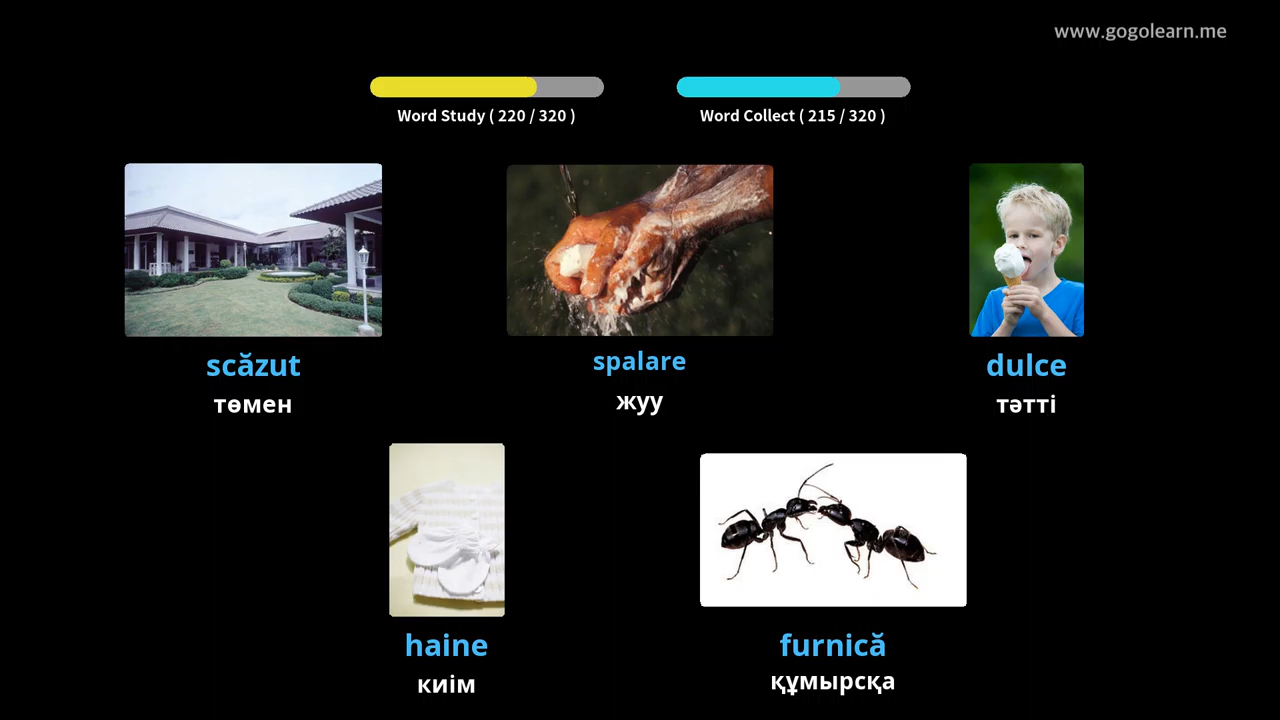 www.gogolearn.me
Word Study ( 220 / 320 )
Word Collect ( 215 / 320 )
scăzut
төмен
spalare
жуу
dulce
тәтті
haine
киім
furnică
құмырсқа